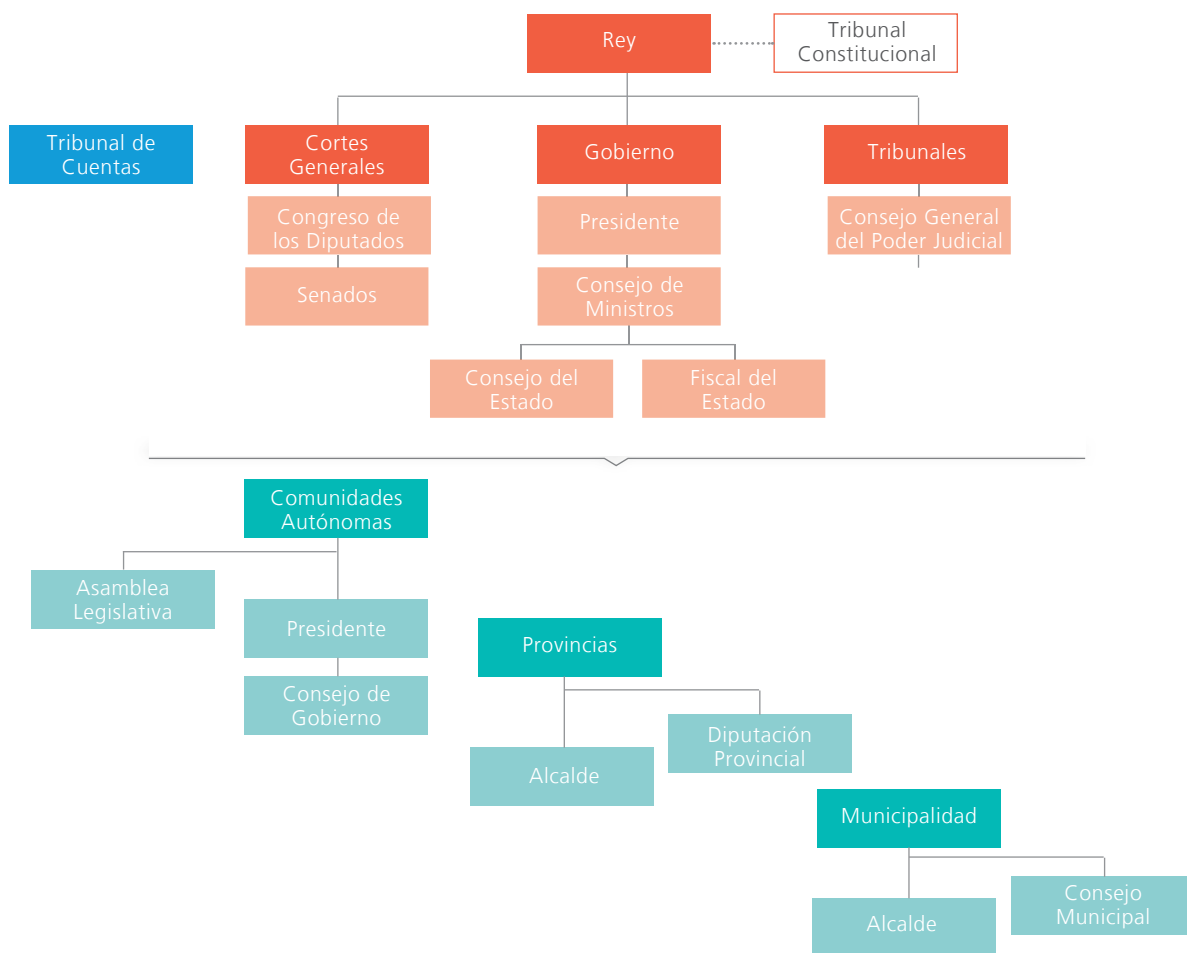 Rey
Tribunal
Constitucional
Tribunal de
Cuentas
Cortes
Generales
Gobierno
Tribunales
Congreso de
los Diputados
Presidente
Consejo General
del Poder Judicial
Senados
Consejo de
Ministros
Consejo del
Estado
Fiscal del
Estado
Comunidades
Autónomas
Asamblea
Legislativa
Presidente
Consejo de
Gobierno
Provincias
Alcalde
Diputación
Provincial
Municipalidad
Alcalde
Consejo
Municipal